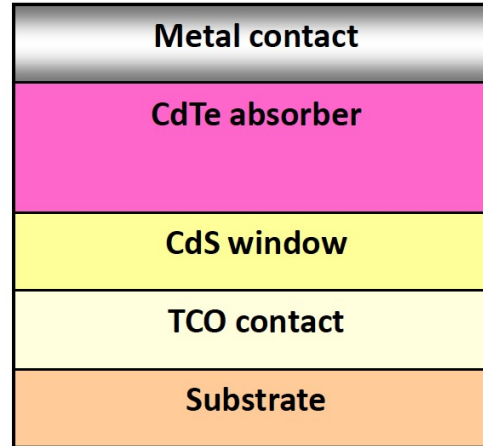 Metal contact
CdTe absorber
CdS window
TCO contact
Substrate